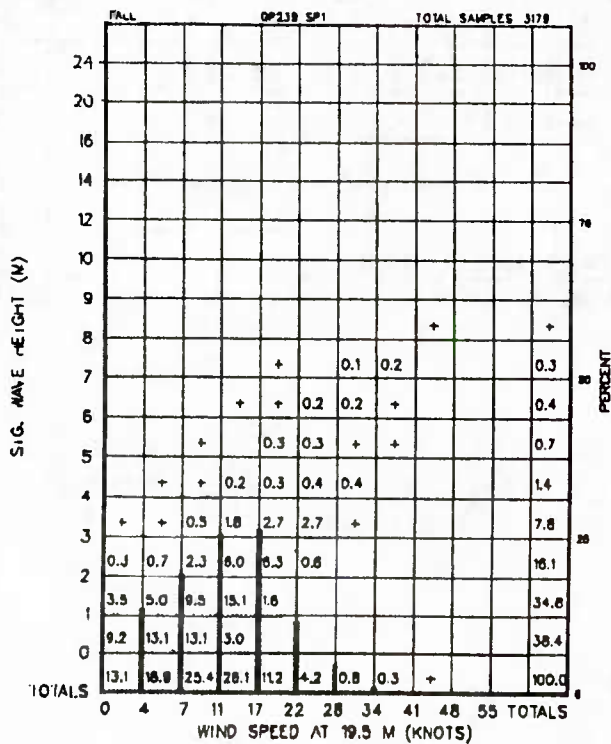 FALL OP239 SP1 TOTAL SAMPLES 3179
24 100
20
16
14 75
12
10
9
8 + +
7 + 0.1 0.2 0.3
6 + + 0.2 0.2 + 0.4
5 + 0.3 0.3 + + 0.7
4 + + 0.2 0.3 0.4 0.4 1.4
3 + + 0.5 1.8 2.7 2.7 + 7.8
2 0.3 0.7 2.3 6.0 6.3 0.6 16.1
1 3.5 5.0 9.5 15.1 1.6 34.8
0 9.2 13.1 13.1 3.0 38.4
TOTALS 13.1 18.9 25.4 26.1 11.2 4.2 0.8 0.3 + 100.0
0 4 7 11 17 22 28 34 41 48 55 TOTALS
WIND SPEED AT 19.5 M (KNOTS)
SIG. WAVE HEIGHT (M)
50
25
0
PERCENT